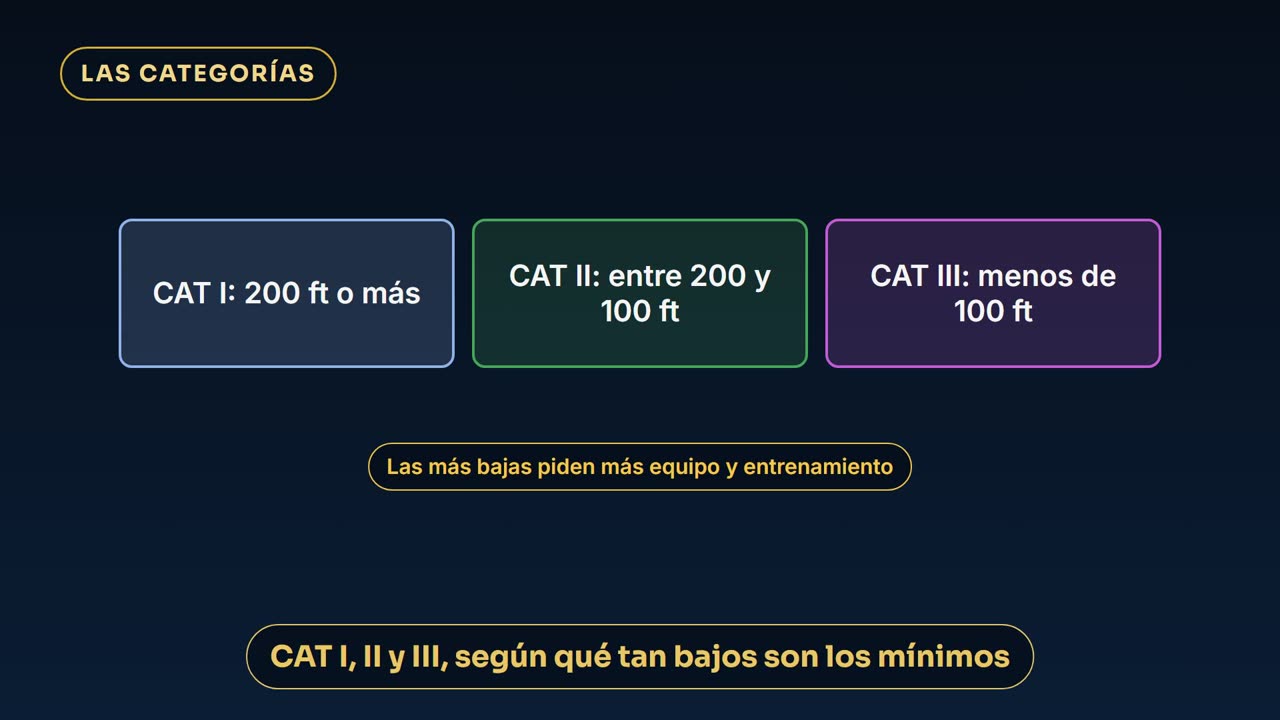 LAS CATEGORÍAS
CAT I: 200 ft o más
CAT II: entre 200 y
100 ft
CAT III: menos de
100 ft
Las más bajas piden más equipo y entrenamiento
CAT I, II y III, según qué tan bajos son los mínimos